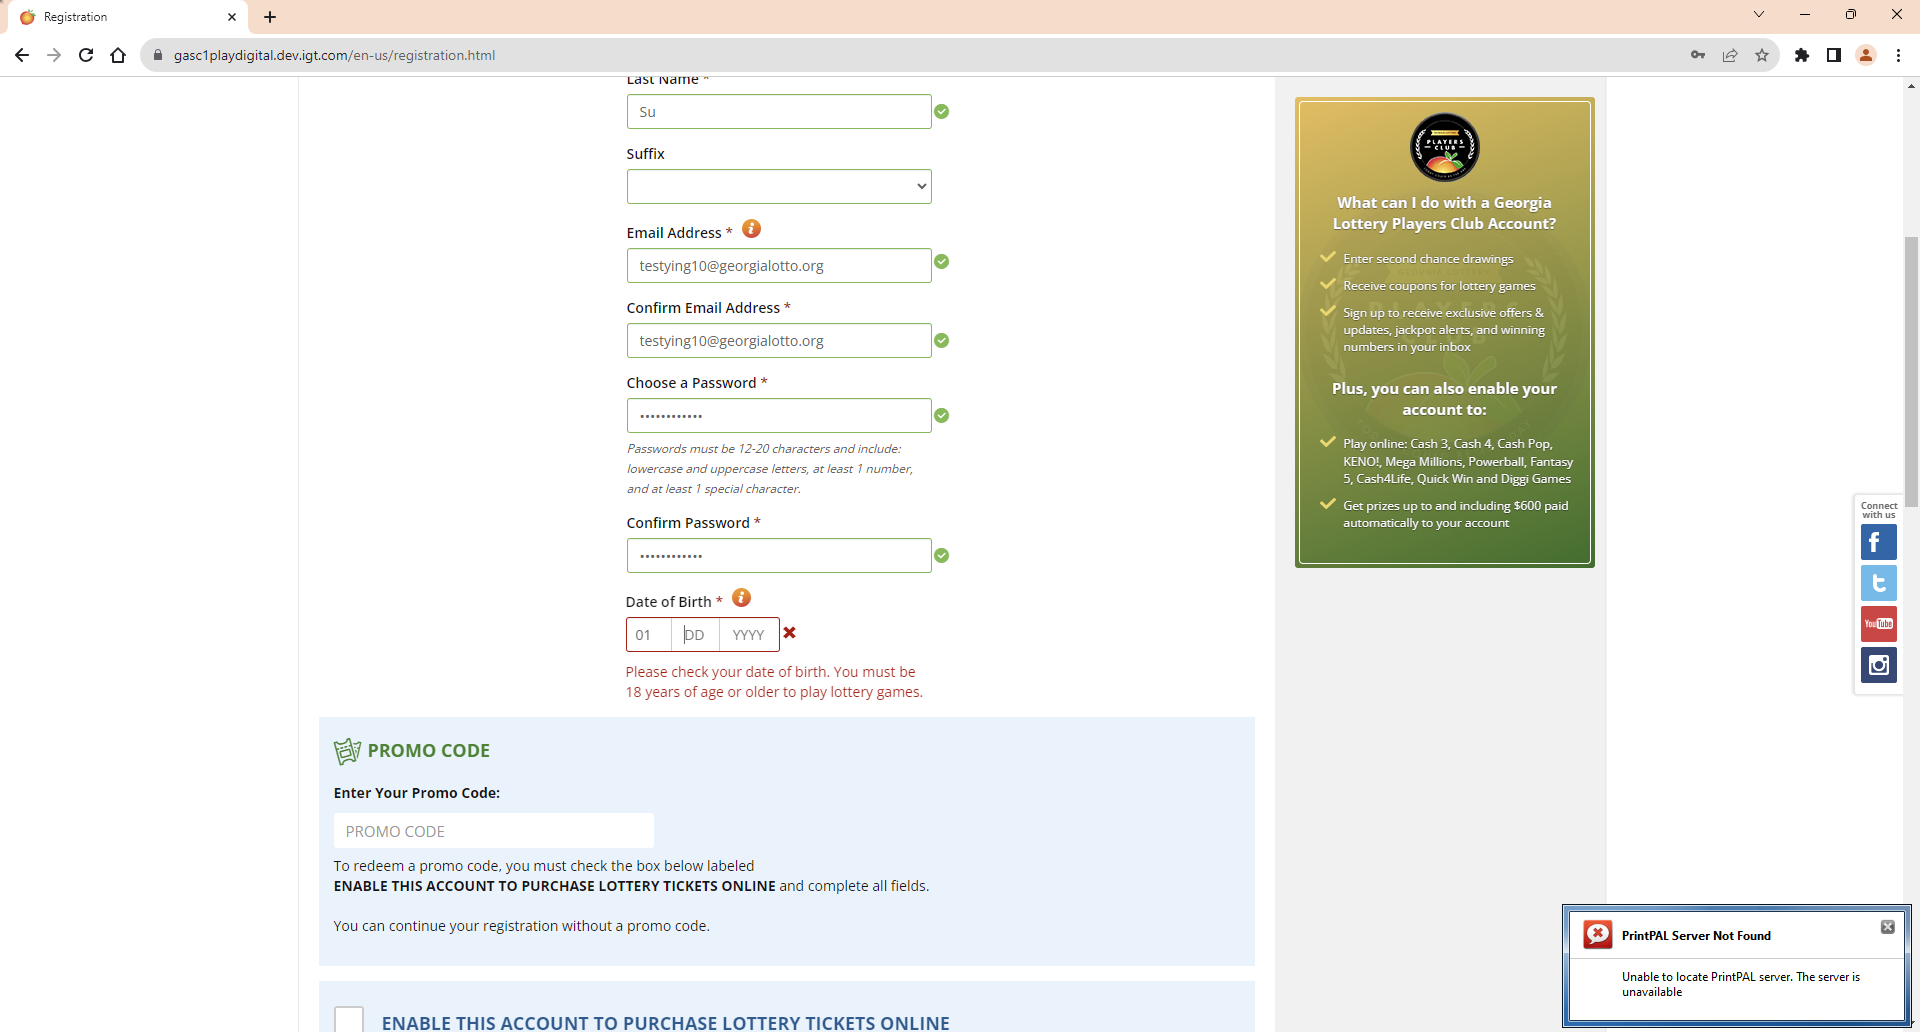 Registration
gasc1playdigital.dev.igt.com/en-us/registration.html
Last Name *
Su
Suffix
Email Address *
testying10@georgialotto.org
Confirm Email Address *
testying10@georgialotto.org
Choose a Password *
••••••••••••
Passwords must be 12-20 characters and include:
lowercase and uppercase letters, at least 1 number,
and at least 1 special character.
Confirm Password *
••••••••••••
Date of Birth *
01 DD YYYY
Please check your date of birth. You must be
18 years of age or older to play lottery games.
PROMO CODE
Enter Your Promo Code:
PROMO CODE
To redeem a promo code, you must check the box below labeled
ENABLE THIS ACCOUNT TO PURCHASE LOTTERY TICKETS ONLINE and complete all fields.
You can continue your registration without a promo code.
ENABLE THIS ACCOUNT TO PURCHASE LOTTERY TICKETS ONLINE
PLAYERS
CLUB
What can I do with a Georgia
Lottery Players Club Account?
Enter second chance drawings
Receive coupons for lottery games
Sign up to receive exclusive offers &
updates, jackpot alerts, and winning
numbers in your inbox
Plus, you can also enable your
account to:
Play online: Cash 3, Cash 4, Cash Pop,
KENO!, Mega Millions, Powerball, Fantasy
5, Cash4Life, Quick Win and Diggi Games
Get prizes up to and including $600 paid
automatically to your account
Connect
with us
You Tube
PrintPAL Server Not Found
Unable to locate PrintPAL server. The server is
unavailable